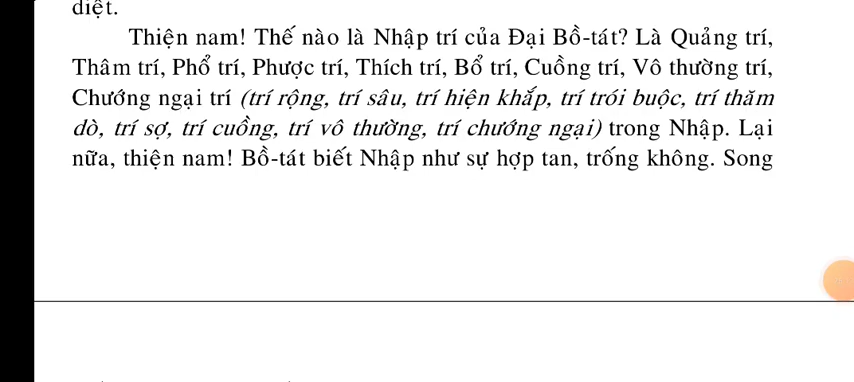 diệt.
Thiện nam! Thế nào là Nhập trí của Đại Bồ-tát? Là Quảng trí,
Thâm trí, Phổ trí, Phược trí, Thích trí, Bổ trí, Cuồng trí, Vô thường trí,
Chướng ngại trí (trí rộng, trí sâu, trí hiện khắp, trí trói buộc, trí thăm
dò, trí sợ, trí cuồng, trí vô thường, trí chướng ngại) trong Nhập. Lại
nữa, thiện nam! Bồ-tát biết Nhập như sự hợp tan, trống không. Song